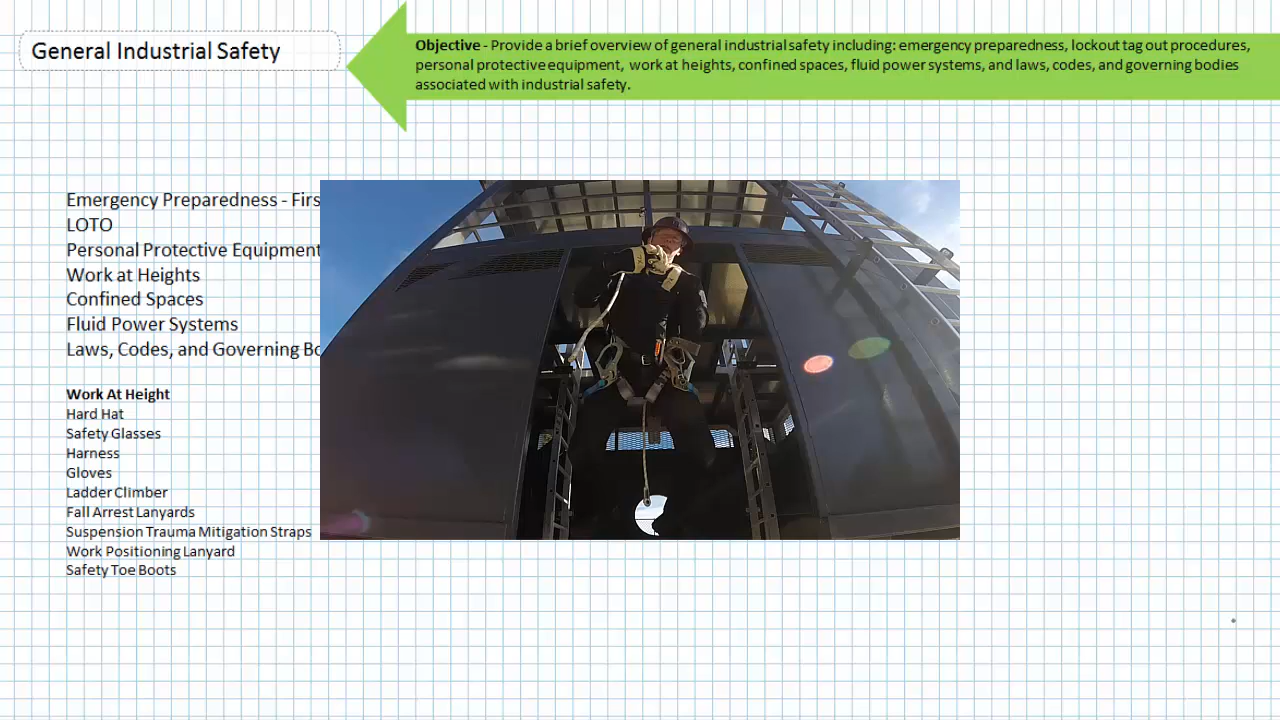 General Industrial Safety
Objective - Provide a brief overview of general industrial safety including: emergency preparedness, lockout tag out procedures,
personal protective equipment, work at heights, confined spaces, fluid power systems, and laws, codes, and governing bodies
associated with industrial safety.
Emergency Preparedness - Firs
LOTO
Personal Protective Equipment
Work at Heights
Confined Spaces
Fluid Power Systems
Laws, Codes, and Governing Bo
Work At Height
Hard Hat
Safety Glasses
Harness
Gloves
Ladder Climber
Fall Arrest Lanyards
Suspension Trauma Mitigation Straps
Work Positioning Lanyard
Safety Toe Boots